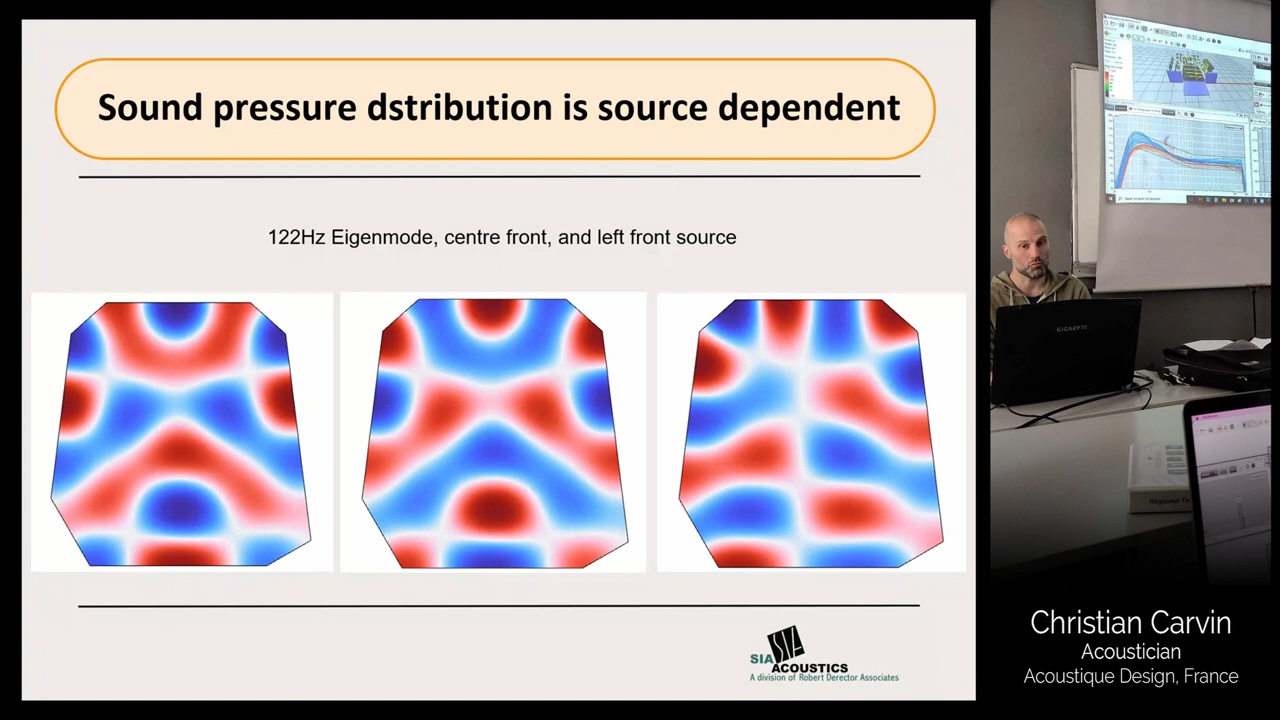 Sound pressure dstribution is source dependent
122Hz Eigenmode, centre front, and left front source
SIA
SIA
ACOUSTICS
A division of Robert Derector Associates
GIGABYTE
Christian Carvin
Acoustician
Acoustique Design, France